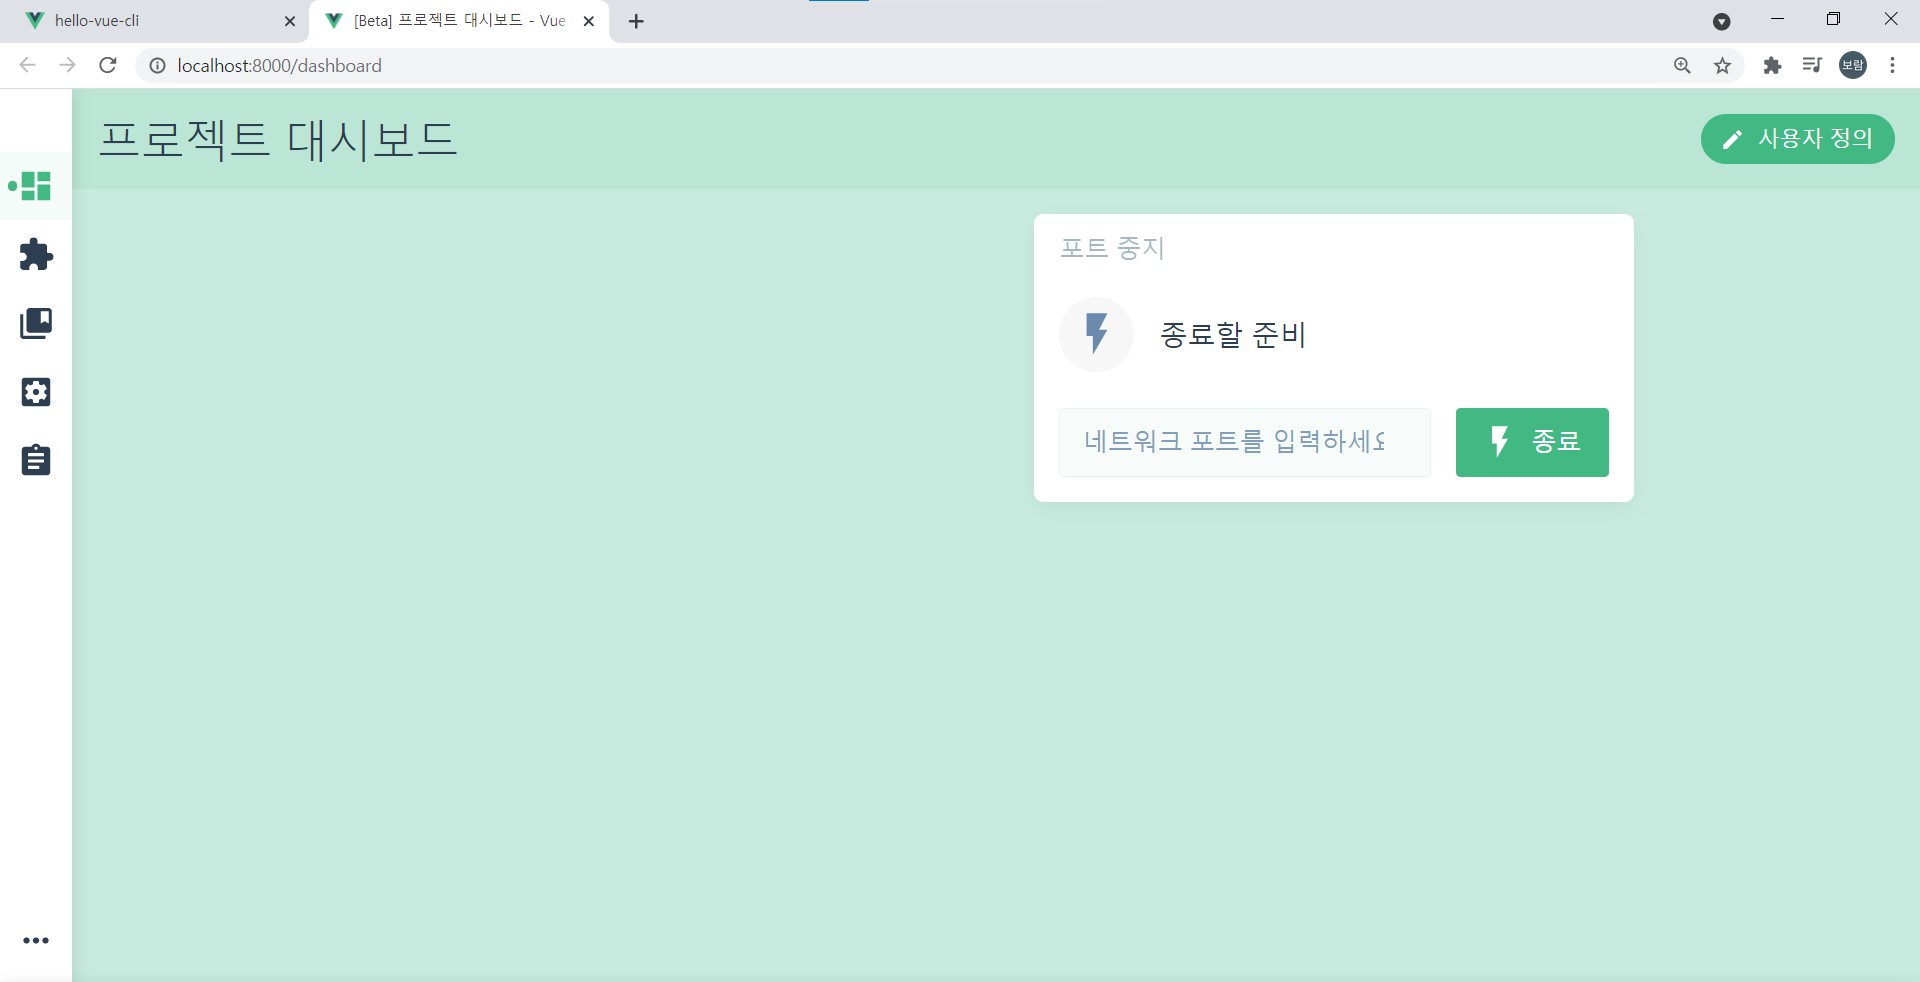 hello-vue-cli
[Beta] 프로젝트 대시보드 - Vue
localhost:8000/dashboard
보람
프로젝트 대시보드
사용자 정의
포트 중지
종료할 준비
네트워크 포트를 입력하세요
종료